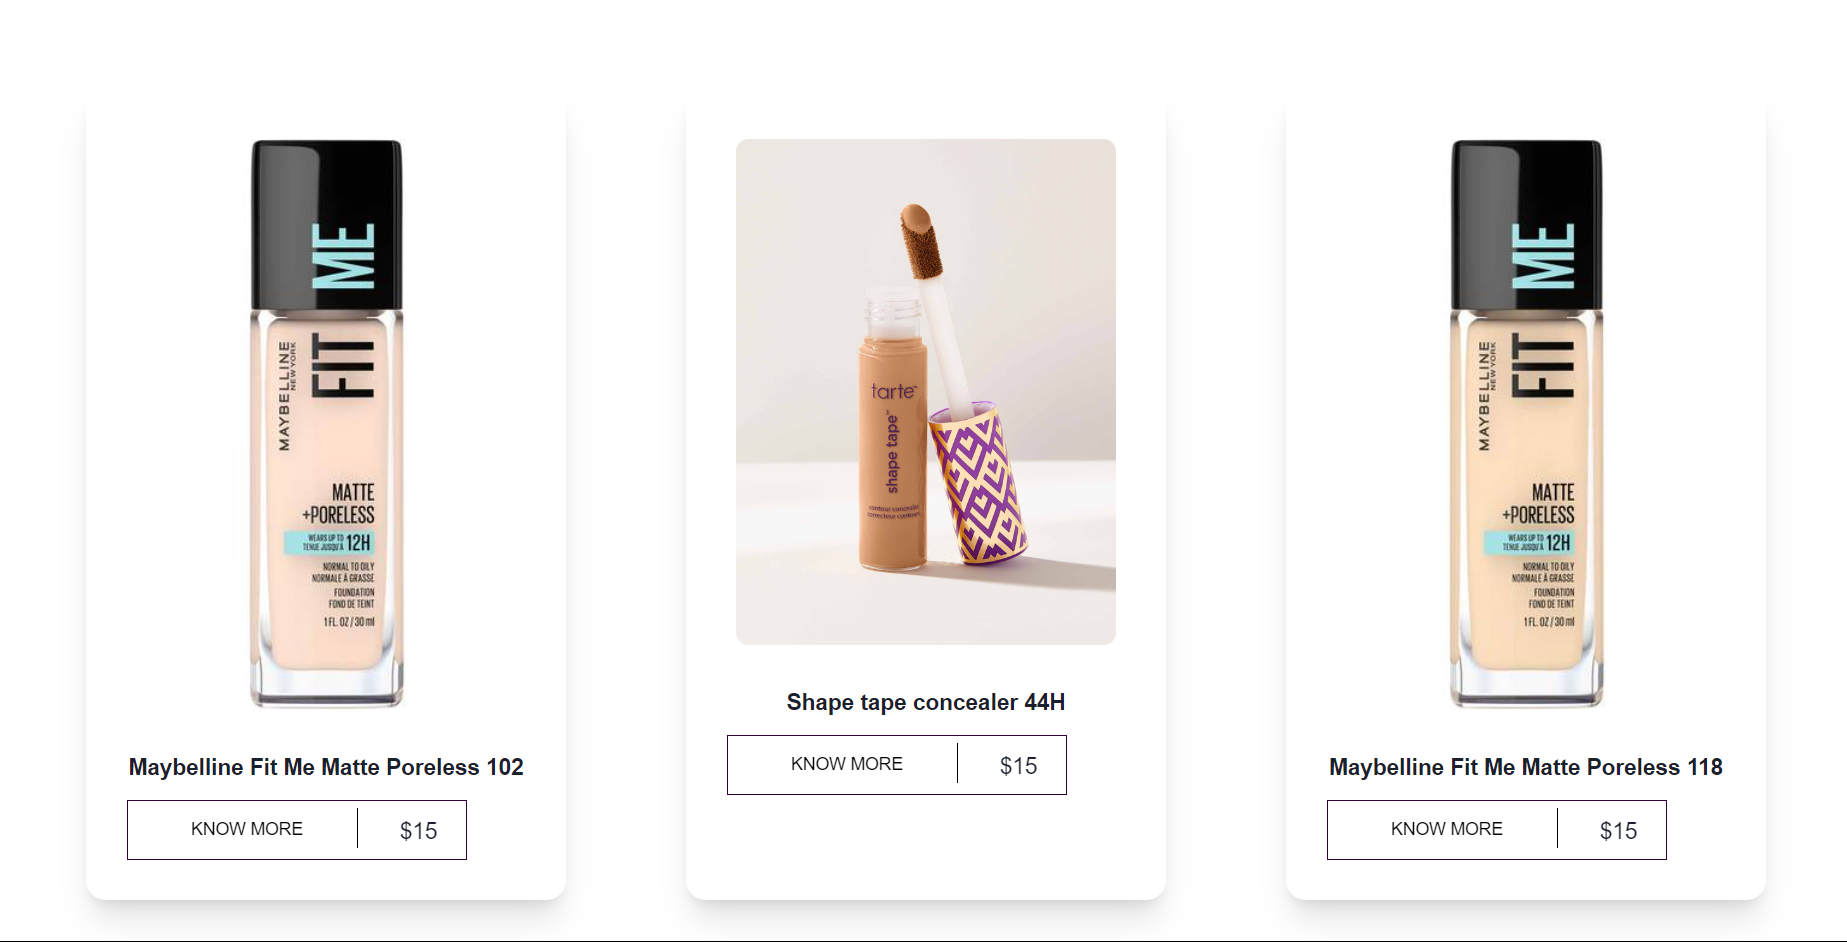 ME
FIT
MAYBELLINE
NEW YORK
MATTE
+PORELESS
WEARS UP TO
TENUE JUSQU'À 12H
NORMAL TO OILY
NORMALE À GRASSE
FOUNDATION
FOND DE TEINT
1 FL. OZ / 30 ml
Maybelline Fit Me Matte Poreless 102
KNOW MORE $15
tarte™
shape tape™
contour concealer
correcteur contours
Shape tape concealer 44H
KNOW MORE $15
ME
FIT
MAYBELLINE
NEW YORK
MATTE
+PORELESS
WEARS UP TO
TENUE JUSQU'À 12H
NORMAL TO OILY
NORMALE À GRASSE
FOUNDATION
FOND DE TEINT
1 FL. OZ / 30 ml
Maybelline Fit Me Matte Poreless 118
KNOW MORE $15